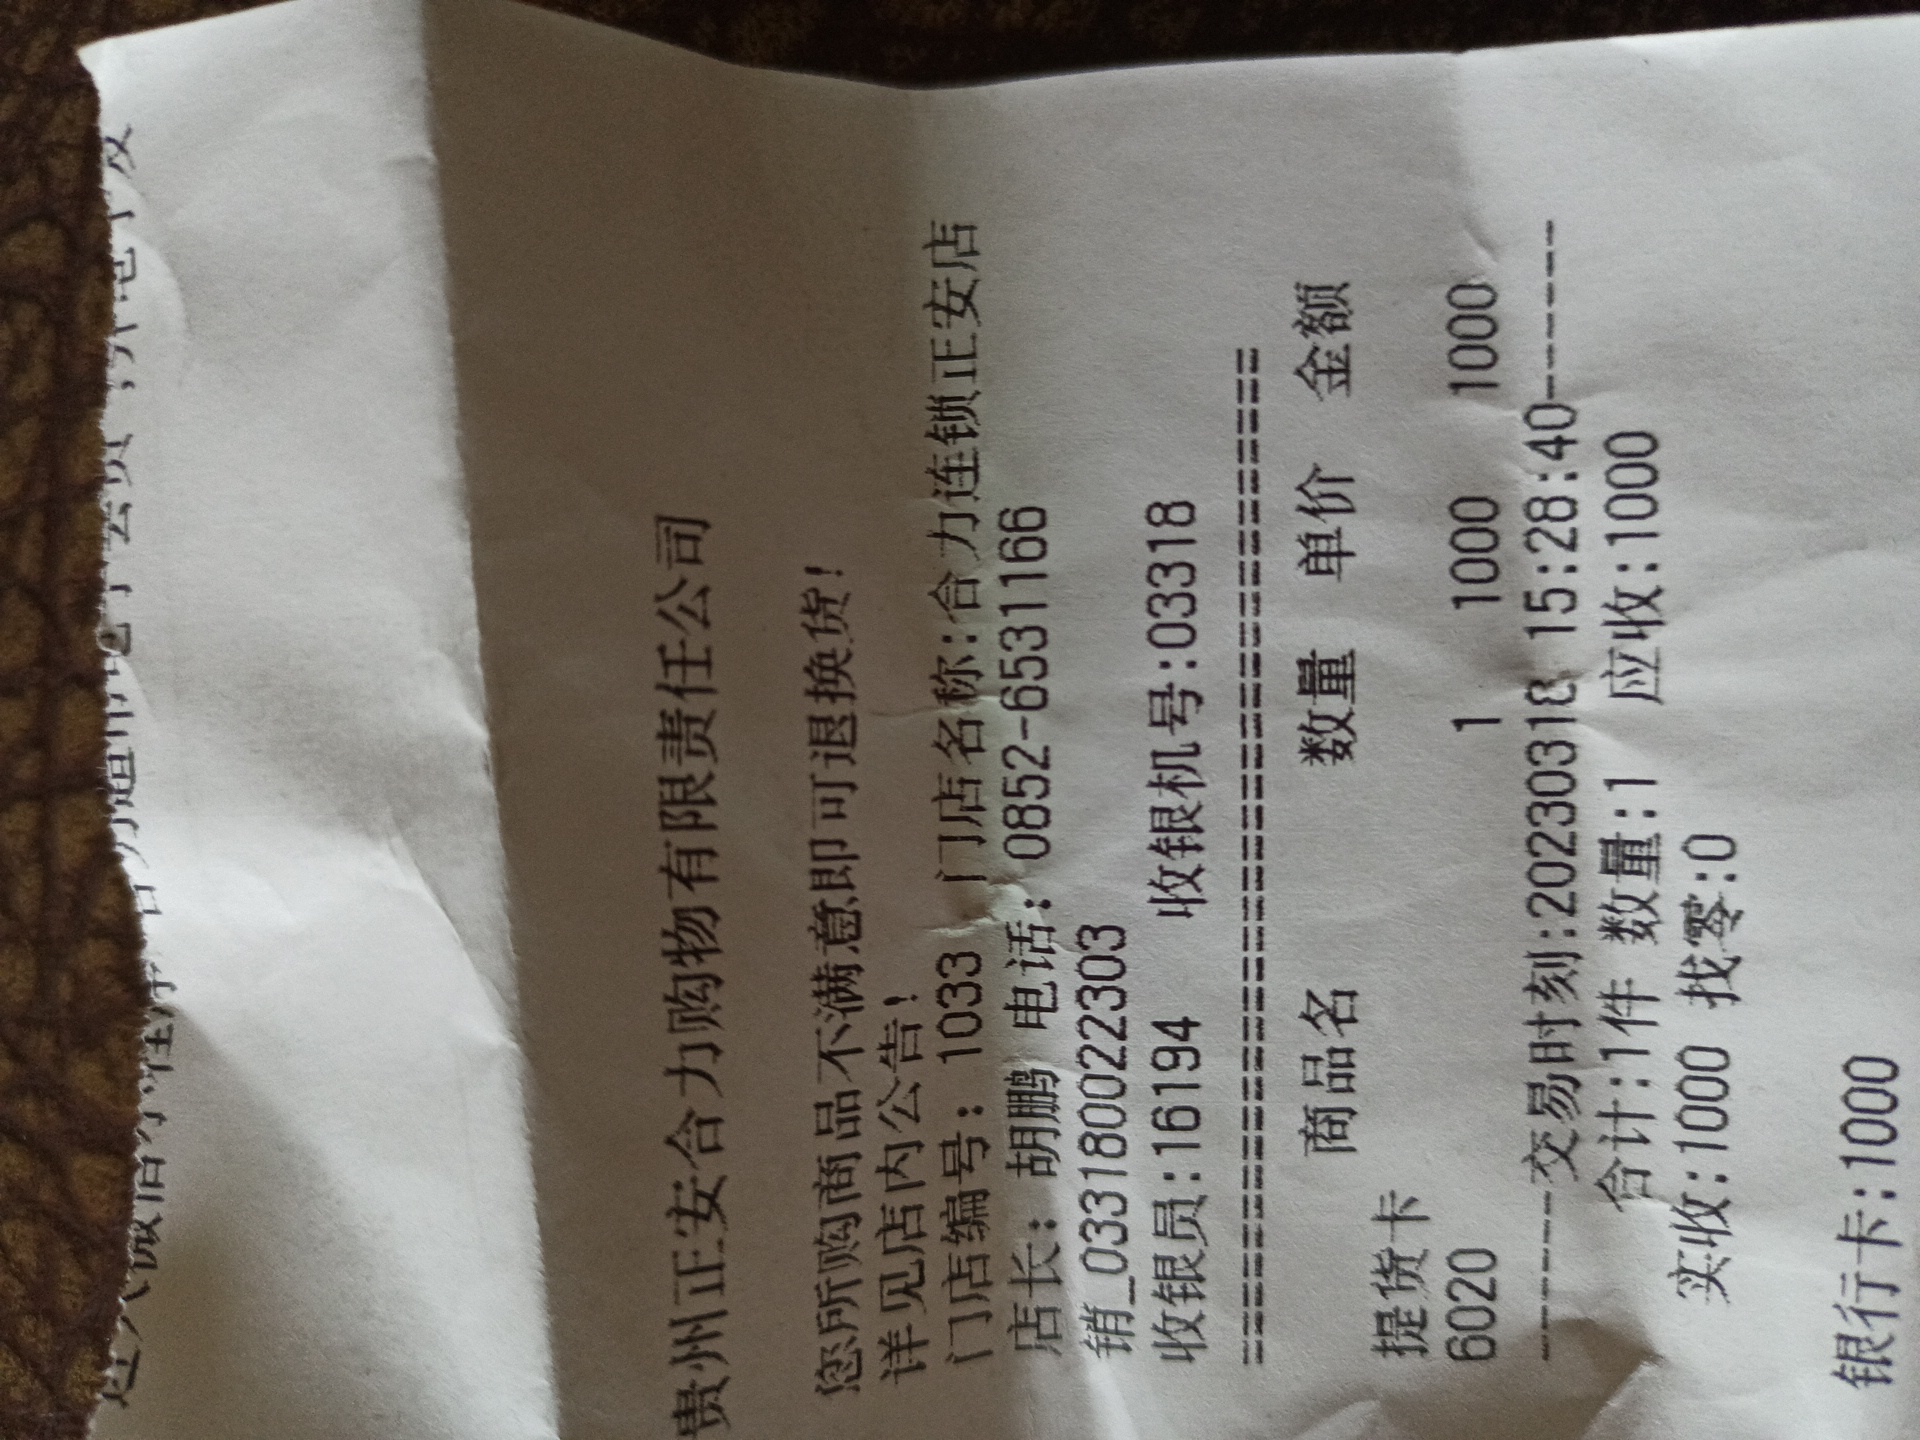 贵州正安合力购物有限责任公司
您所购商品不满意即可退换货!
详见店内公告!
门店编号: 1033 门店名称:合力连锁正安店
店长: 胡鹏 电话: 0852-6531166
销_0331800022303
收银员:16194 收银机号:033318
==========================================
商品名 数量 单价 金额
提货卡
6020 1 1000 1000
-------交易时刻:20230318 15:28:40-------
合计:1件 数量:1 应收:1000
实收:1000 找零:0
银行卡:1000